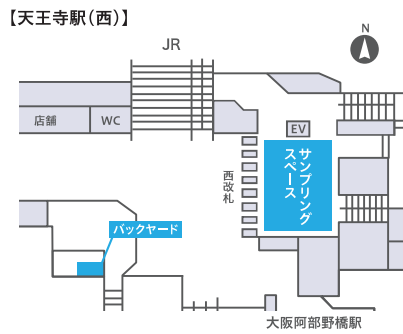 【天王寺駅(西)】
JR
N
店舗
WC
EV
サンプリング
スペース
西改札
バックヤード
大阪阿部野橋駅